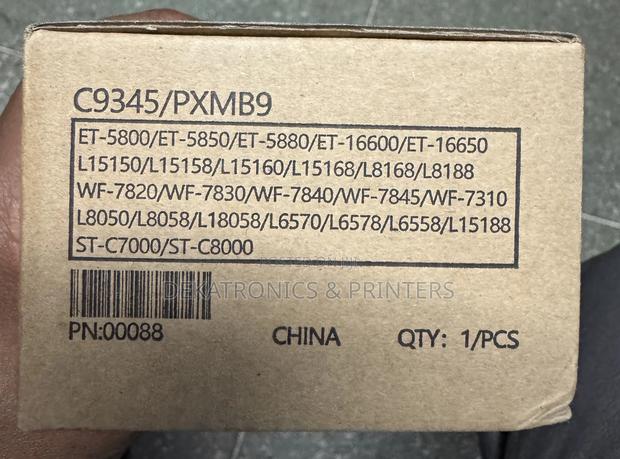 C9345/PXMB9
ET-5800/ET-5850/ET-5880/ET-16600/ET-16650
L15150/L15158/L15160/L15168/L8168/L8188
WF-7820/WF-7830/WF-7840/WF-7845/WF-7310
L8050/L8058/L18058/L6570/L6578/L6558/L15188
ST-C7000/ST-C8000
DEKATRONICS & PRINTERS
PN:00088 CHINA QTY: 1/PCS